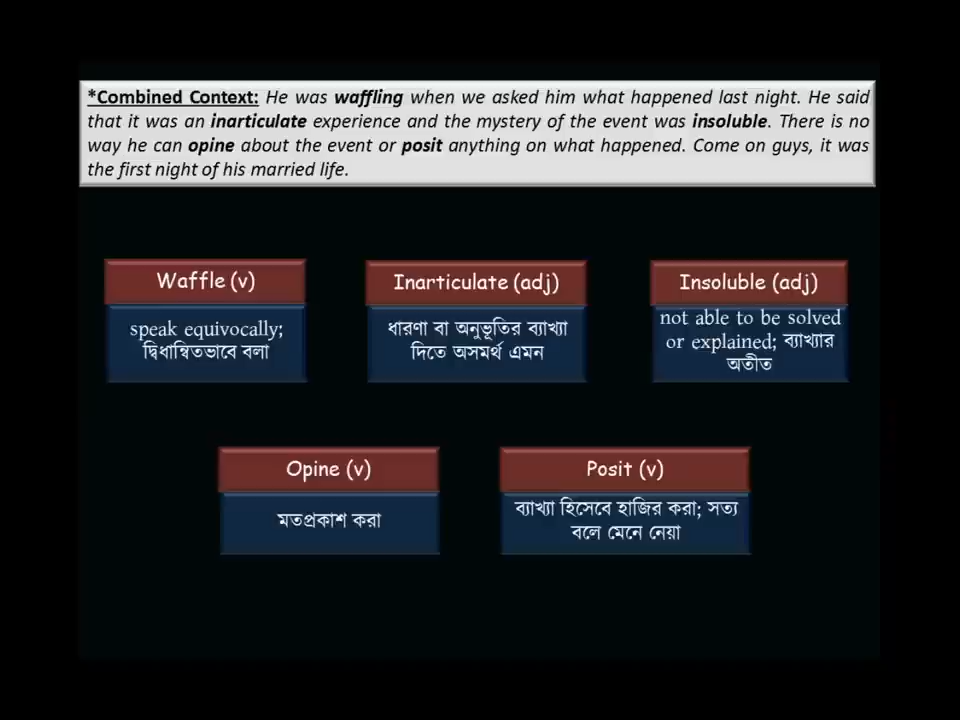 *Combined Context: He was waffling when we asked him what happened last night. He said
that it was an inarticulate experience and the mystery of the event was insoluble. There is no
way he can opine about the event or posit anything on what happened. Come on guys, it was
the first night of his married life.
Waffle (v)
speak equivocally;
দ্বিধান্বিতভাবে বলা
Inarticulate (adj)
ধারণা বা অনুভূতির ব্যাখ্যা
দিতে অসমর্থ এমন
Insoluble (adj)
not able to be solved
or explained; ব্যাখ্যার
অতীত
Opine (v)
মতপ্রকাশ করা
Posit (v)
ব্যাখ্যা হিসেবে হাজির করা; সত্য
বলে মেনে নেয়া